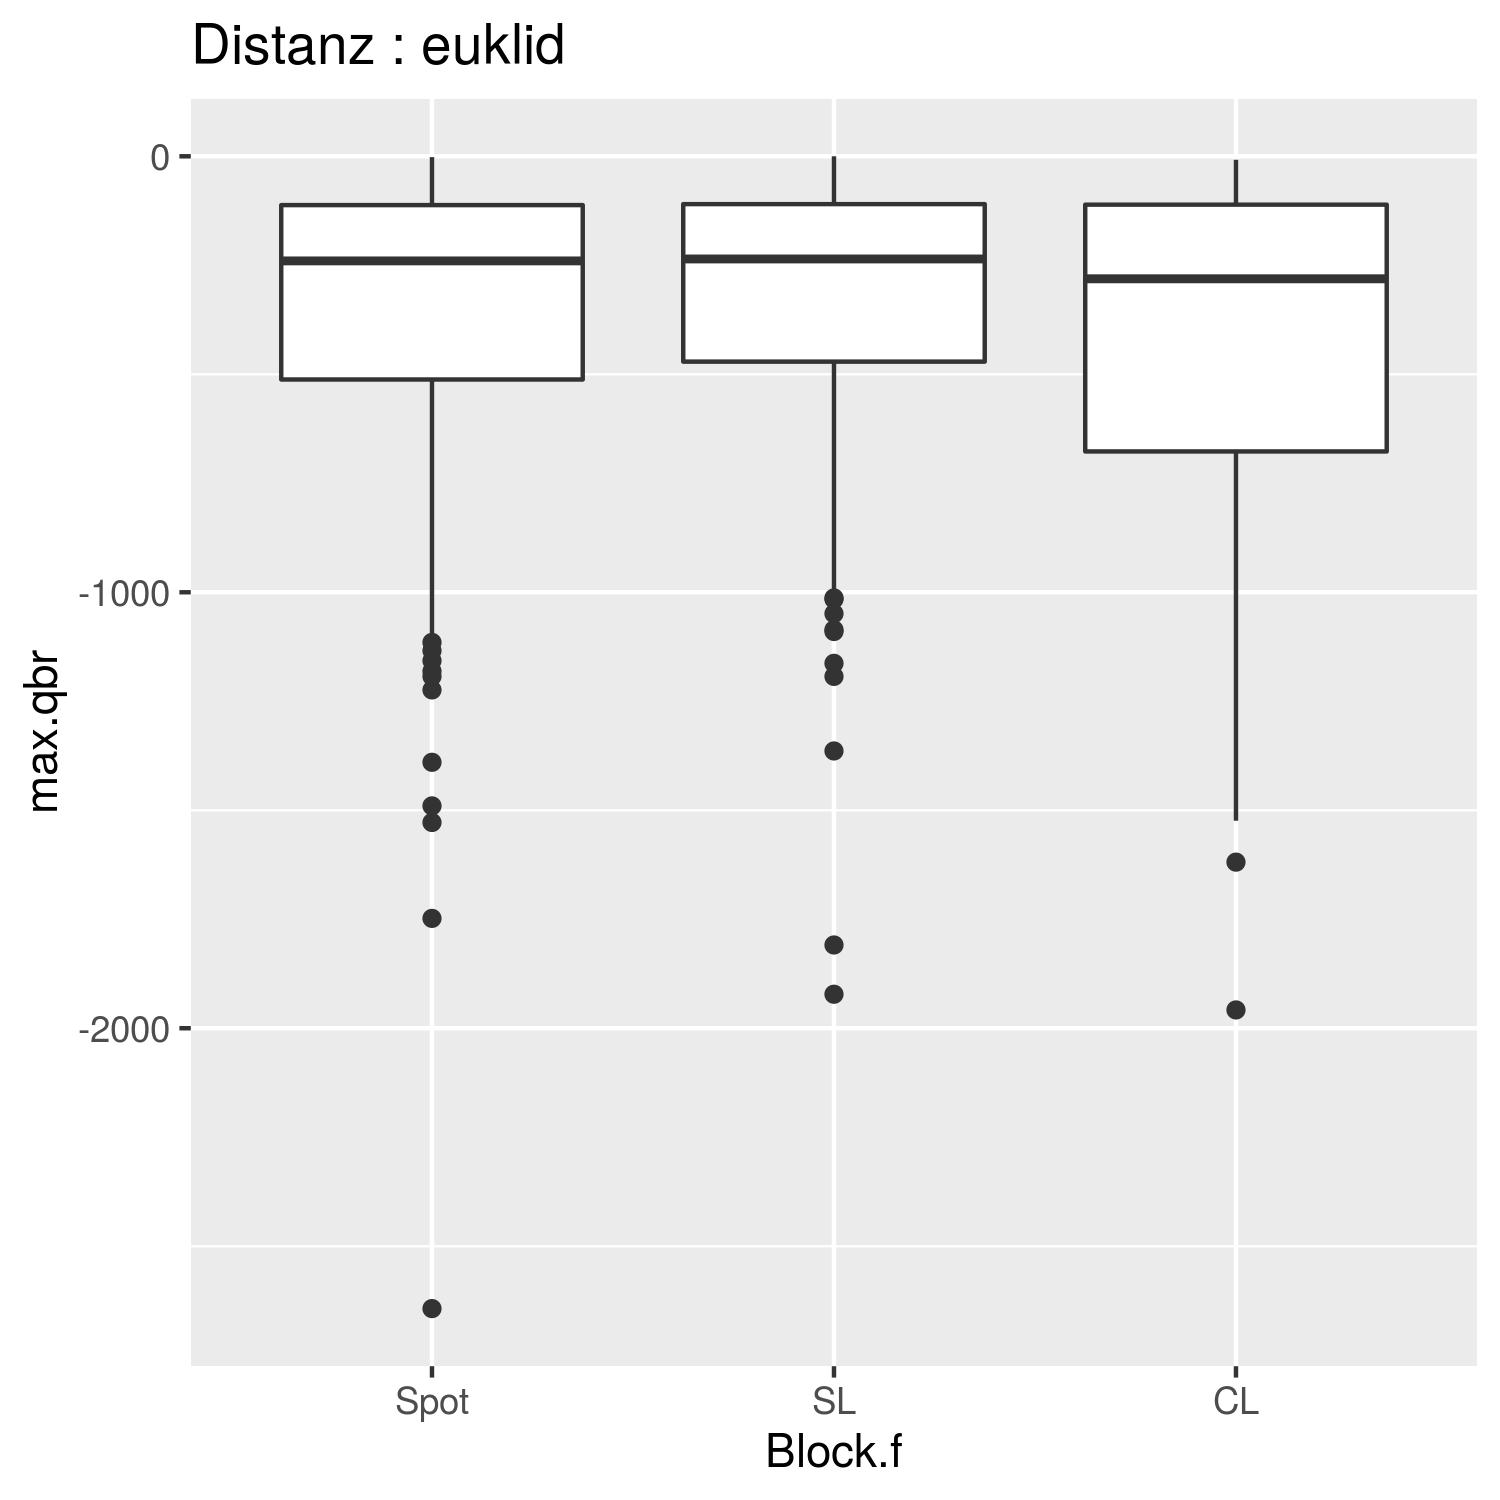 Distanz : euklid
0
-1000
-2000
max.qbr
Spot SL CL
Block.f